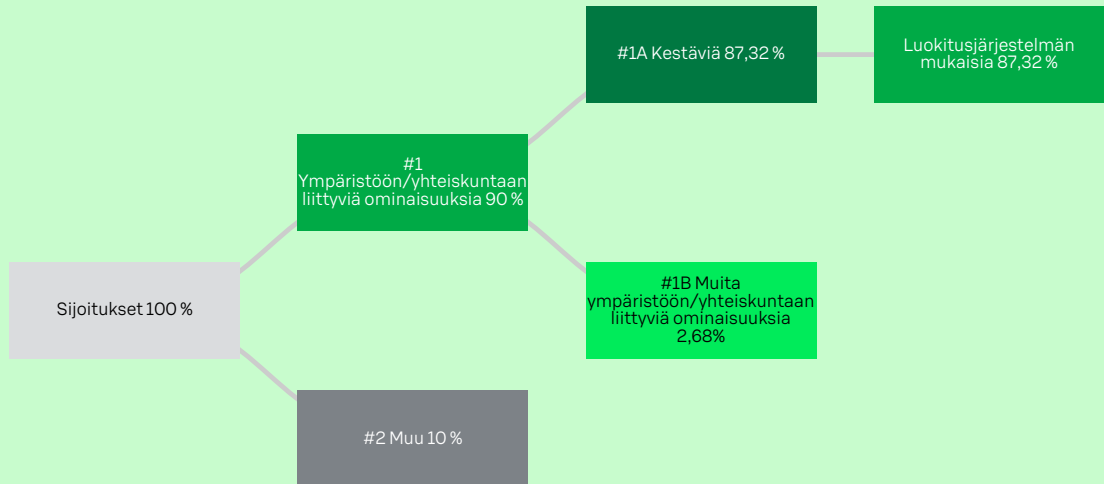 #1A Kestäviä 87,32 %
Luokitusjärjestelmän
mukaisia 87,32 %
#1
Ympäristöön/yhteiskuntaan
liittyviä ominaisuuksia 90 %
Sijoitukset 100 %
#1B Muita
ympäristöön/yhteiskuntaan
liittyviä ominaisuuksia
2,68%
#2 Muu 10 %